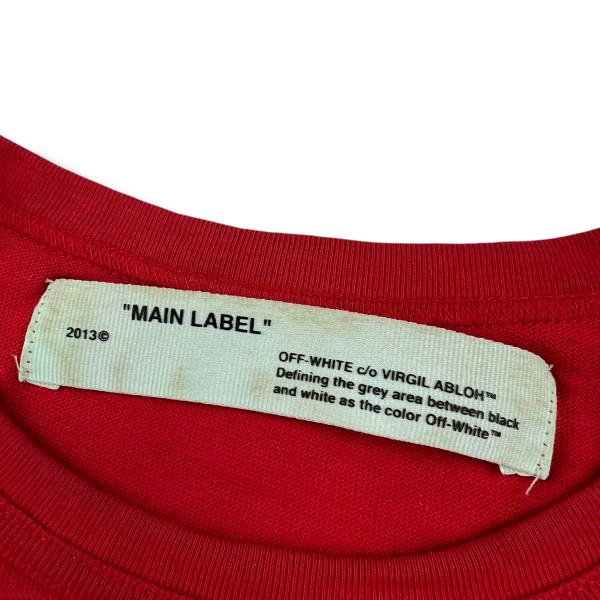 "MAIN LABEL"
2013©
OFF-WHITE c/o VIRGIL ABLOH™
Defining the grey area between black
and white as the color Off-White™